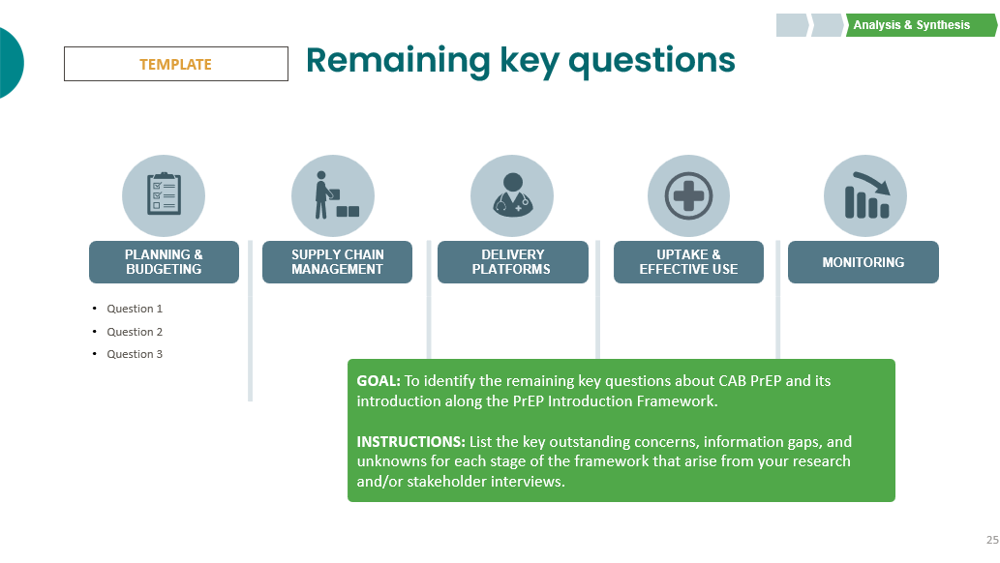 Analysis & Synthesis
TEMPLATE
Remaining key questions
PLANNING &
BUDGETING
SUPPLY CHAIN
MANAGEMENT
DELIVERY
PLATFORMS
UPTAKE &
EFFECTIVE USE
MONITORING
• Question 1
• Question 2
• Question 3
GOAL: To identify the remaining key questions about CAB PrEP and its
introduction along the PrEP Introduction Framework.
INSTRUCTIONS: List the key outstanding concerns, information gaps, and
unknowns for each stage of the framework that arise from your research
and/or stakeholder interviews.
25